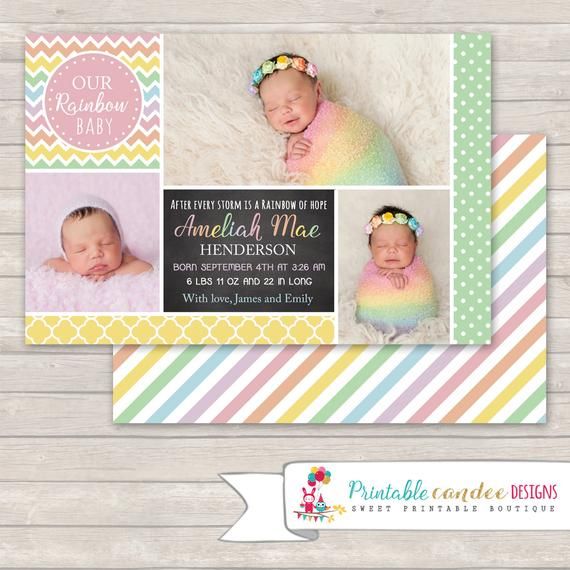 OUR
Rainbow
BABY
AFTER EVERY STORM IS A RAINBOW OF HOPE
Ameliah Mae
HENDERSON
BORN SEPTEMBER 4TH AT 3:26 AM
6 LBS 11 OZ AND 22 IN LONG
With love, James and Emily
Printable candee DESIGNS
SWEET PRINTABLE BOUTIQUE